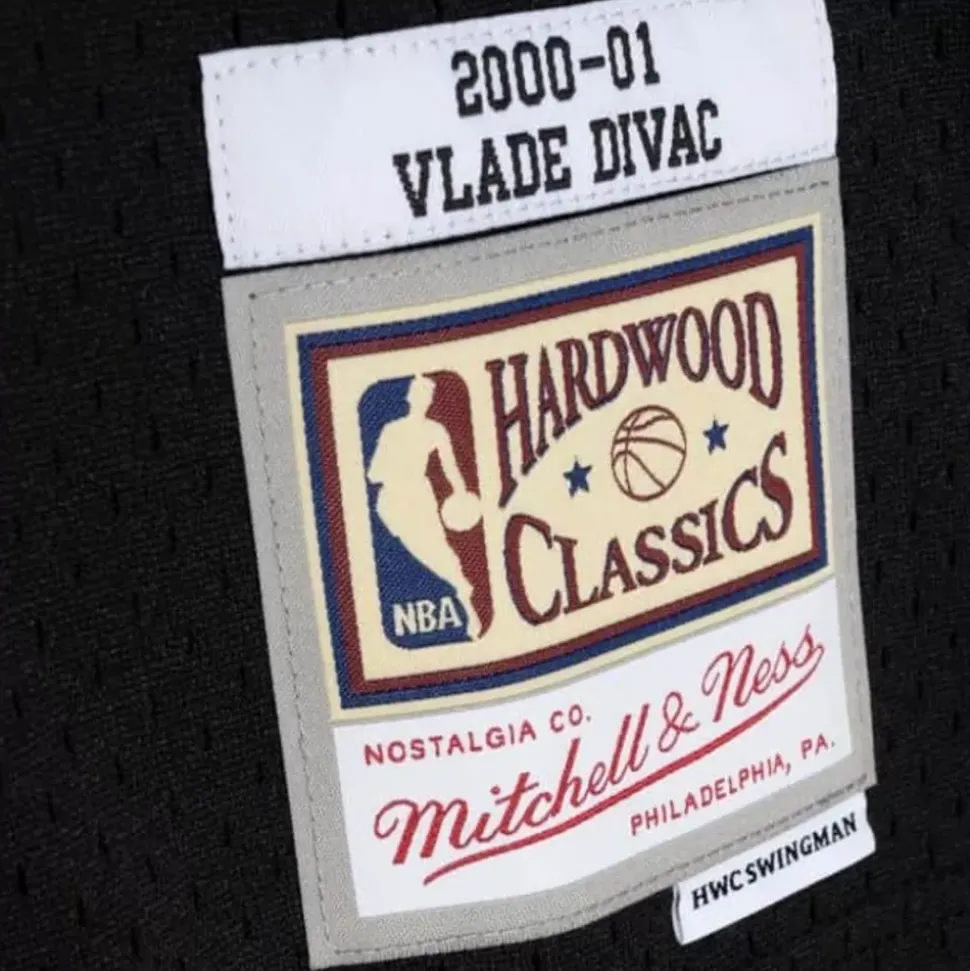 2000-01
VLADE DIVAC
HARDWOOD
CLASSICS
NBA
NOSTALGIA CO.
Mitchell & Ness
PHILADELPHIA, PA.
HWC SWINGMAN